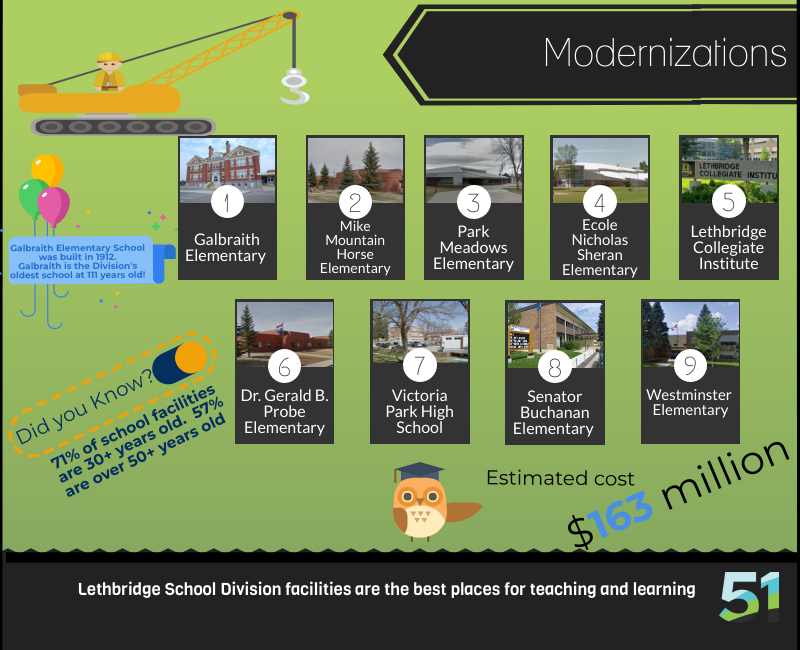 Modernizations
1
Galbraith
Elementary
2
Mike
Mountain
Horse
Elementary
3
Park
Meadows
Elementary
4
Ecole
Nicholas
Sheran
Elementary
LETHBRIDGE
COLLEGIATE INSTITU
5
Lethbridge
Collegiate
Institute
Galbraith Elementary School
was built in 1912.
Galbraith is the Division's
oldest school at 111 years old!
6
Dr. Gerald B.
Probe
Elementary
7
Victoria
Park High
School
8
Senator
Buchanan
Elementary
9
Westminster
Elementary
Did you Know?
71% of school facilities
are 30+ years old. 57%
are over 50+ years old
Estimated cost
$163 million
Lethbridge School Division facilities are the best places for teaching and learning
51